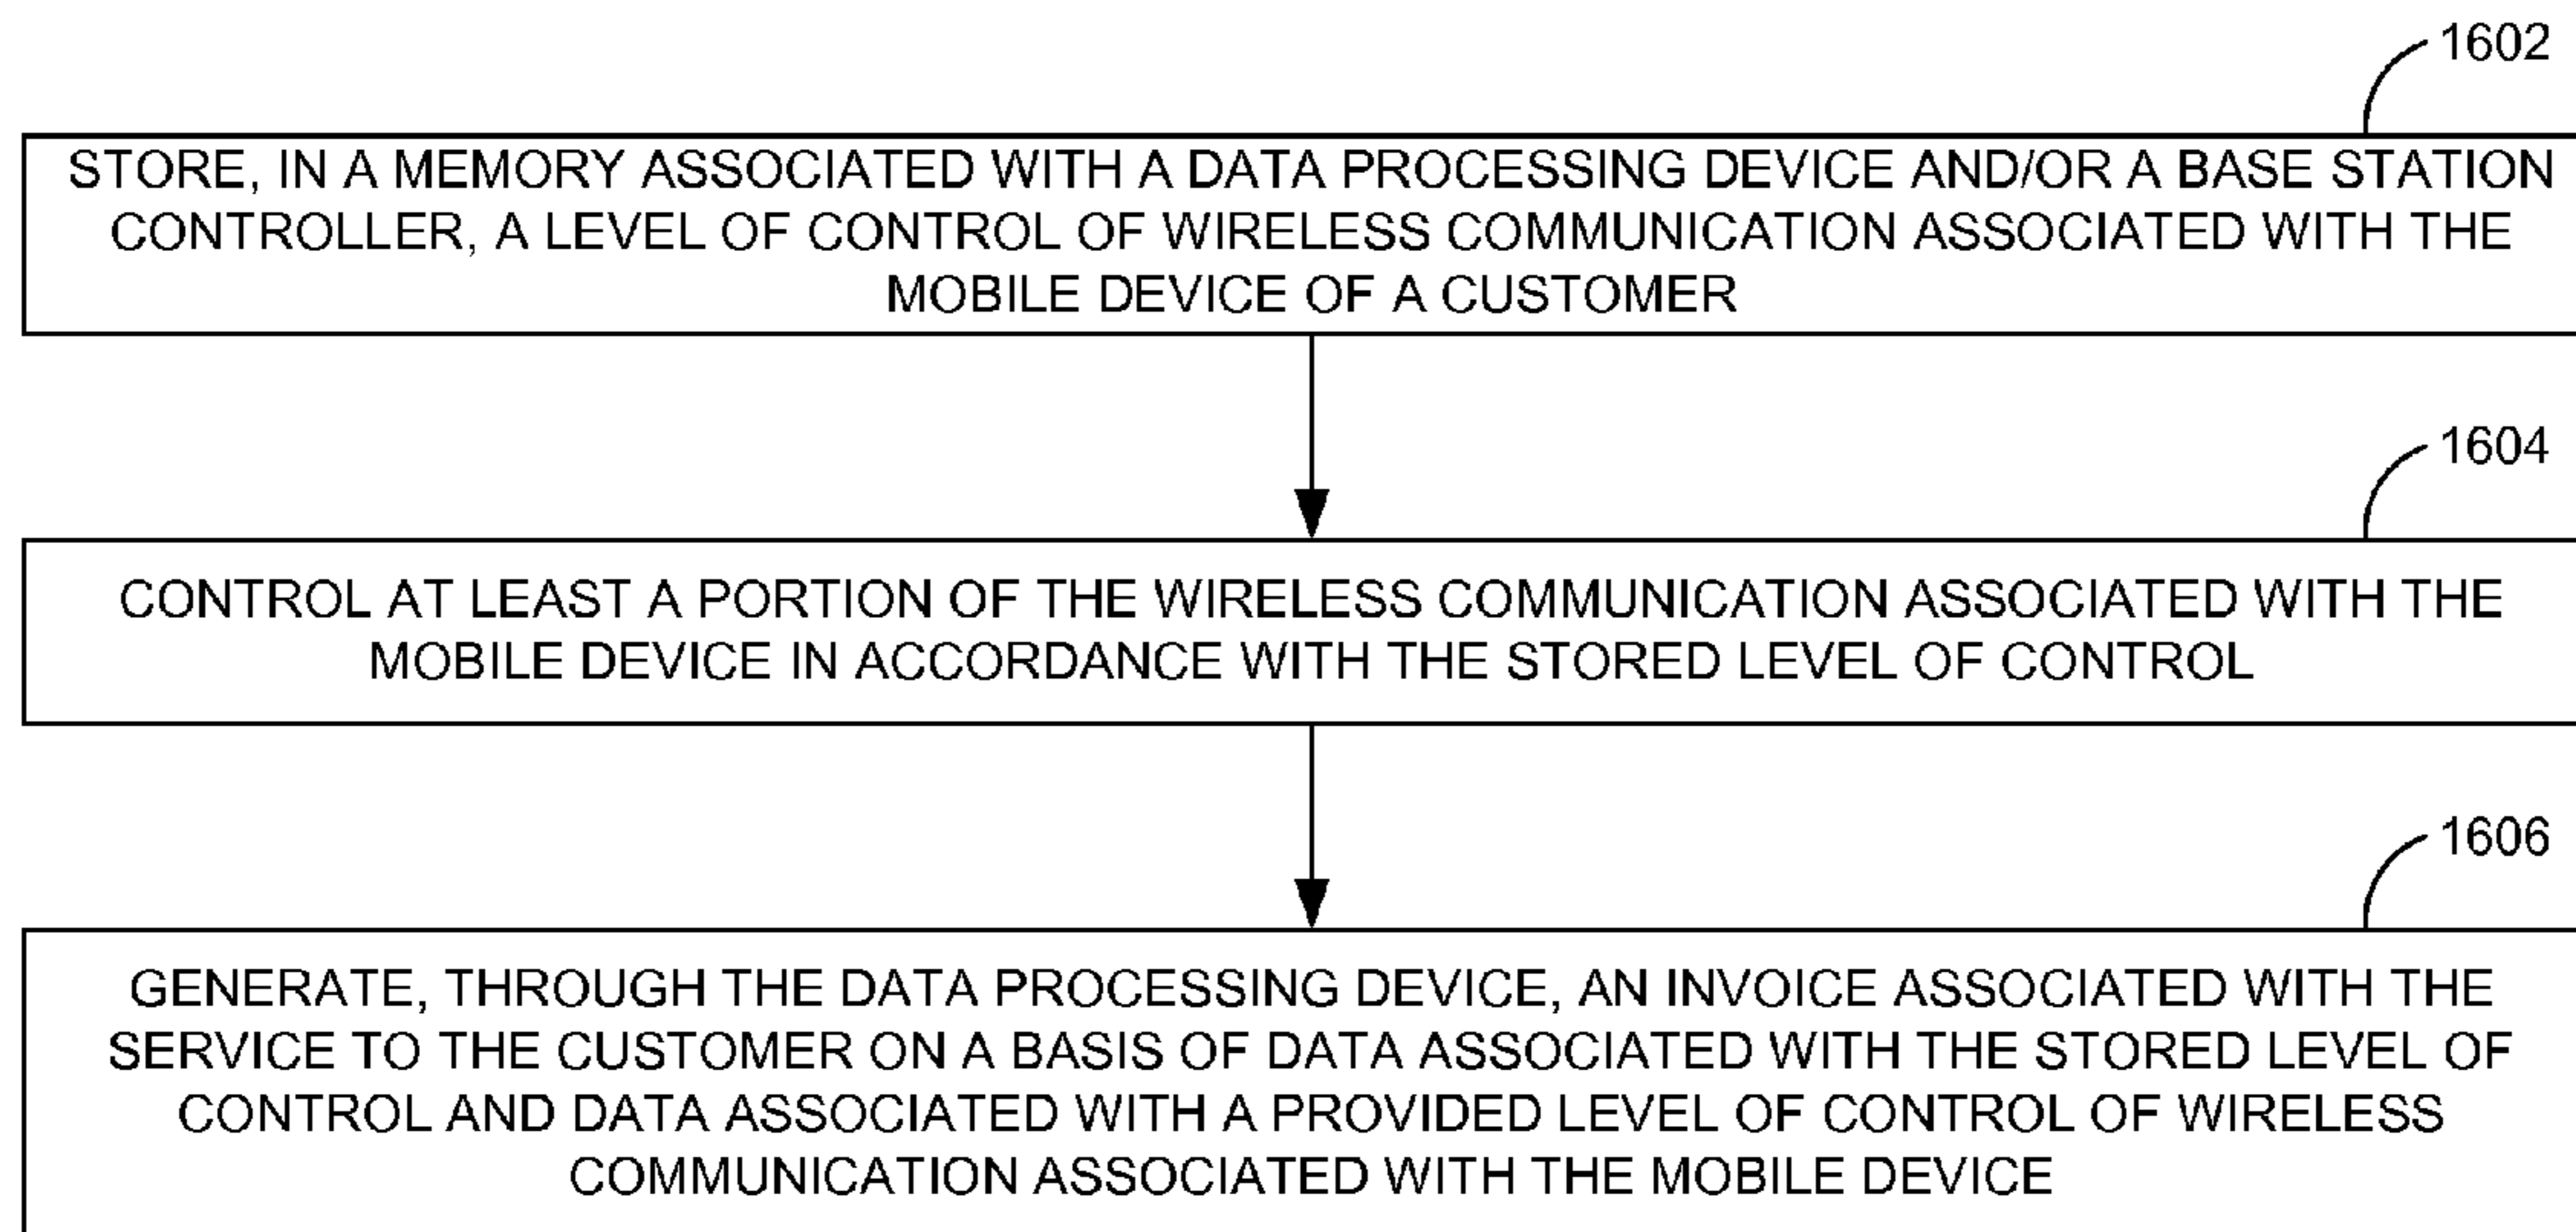 1602
STORE, IN A MEMORY ASSOCIATED WITH A DATA PROCESSING DEVICE AND/OR A BASE STATION
CONTROLLER, A LEVEL OF CONTROL OF WIRELESS COMMUNICATION ASSOCIATED WITH THE
MOBILE DEVICE OF A CUSTOMER
1604
CONTROL AT LEAST A PORTION OF THE WIRELESS COMMUNICATION ASSOCIATED WITH THE
MOBILE DEVICE IN ACCORDANCE WITH THE STORED LEVEL OF CONTROL
1606
GENERATE, THROUGH THE DATA PROCESSING DEVICE, AN INVOICE ASSOCIATED WITH THE
SERVICE TO THE CUSTOMER ON A BASIS OF DATA ASSOCIATED WITH THE STORED LEVEL OF
CONTROL AND DATA ASSOCIATED WITH A PROVIDED LEVEL OF CONTROL OF WIRELESS
COMMUNICATION ASSOCIATED WITH THE MOBILE DEVICE